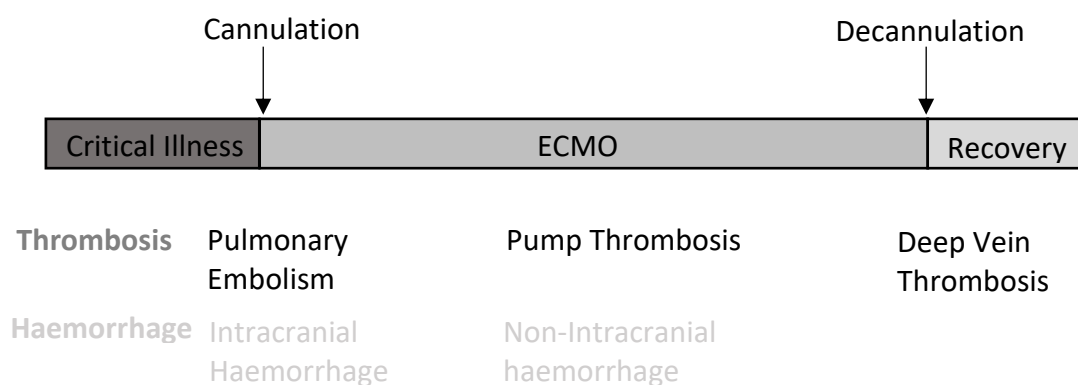 Cannulation
Decannulation
Critical Illness
ECMO
Recovery
Thrombosis
Pulmonary
Embolism
Pump Thrombosis
Deep Vein
Thrombosis
Haemorrhage
Intracranial
Haemorrhage
Non-Intracranial
haemorrhage